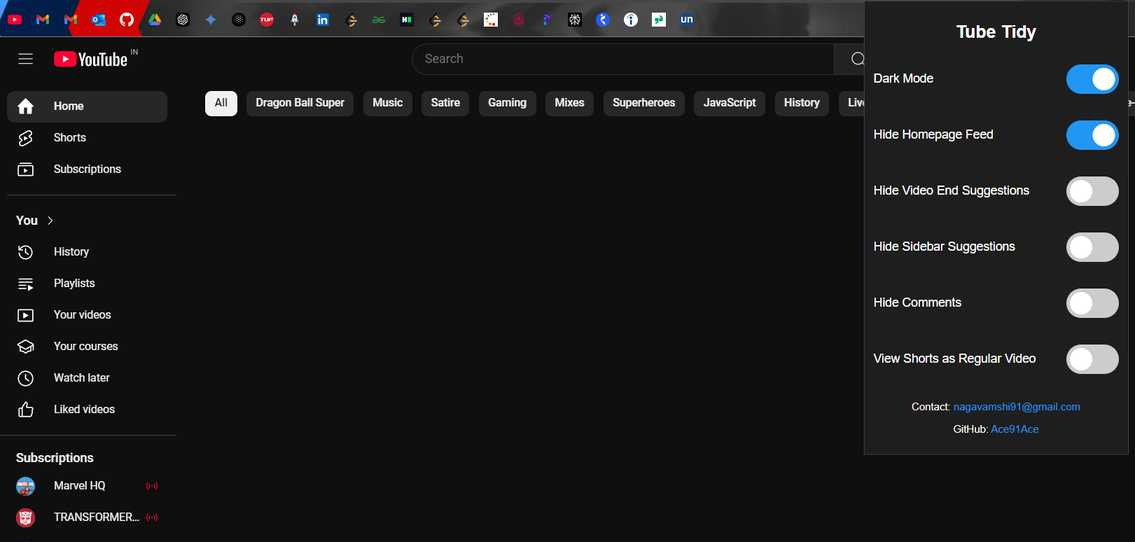 Tube Tidy
YouTube IN
Search
Dark Mode
Home
All
Dragon Ball Super
Music
Satire
Gaming
Mixes
Superheroes
JavaScript
History
Shorts
Hide Homepage Feed
Subscriptions
Hide Video End Suggestions
You
History
Hide Sidebar Suggestions
Playlists
Your videos
Hide Comments
Your courses
View Shorts as Regular Video
Watch later
Liked videos
Contact: nagavamshi91@gmail.com
GitHub: Ace91Ace
Subscriptions
Marvel HQ
TRANSFORMER...